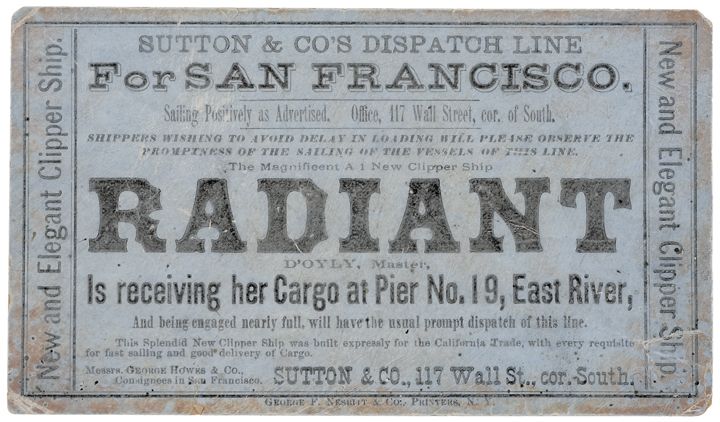 New and Elegant Clipper Ship.
SUTTON & CO'S DISPATCH LINE
For SAN FRANCISCO.
Sailing Positively as Advertised. Office, 117 Wall Street, cor. of South.
SHIPPERS WISHING TO AVOID DELAY IN LOADING WILL PLEASE OBSERVE THE
PROMPTNESS OF THE SAILING OF THE VESSELS OF THIS LINE.
The Magnificent A 1 New Clipper Ship
RADIANT
D'OYLY, Master,
Is receiving her Cargo at Pier No. 19, East River,
And being engaged nearly full, will have the usual prompt dispatch of this line.
This Splendid New Clipper Ship was built expressly for the California Trade, with every requisite
for fast sailing and good delivery of Cargo.
Messrs. GEORGE HOWES & Co.,
Consignees in San Francisco.
SUTTON & CO., 117 Wall St., cor. South.
GEORGE F. NESBITT & Co., PRINTERS, N. Y.
New and Elegant Clipper Ship.